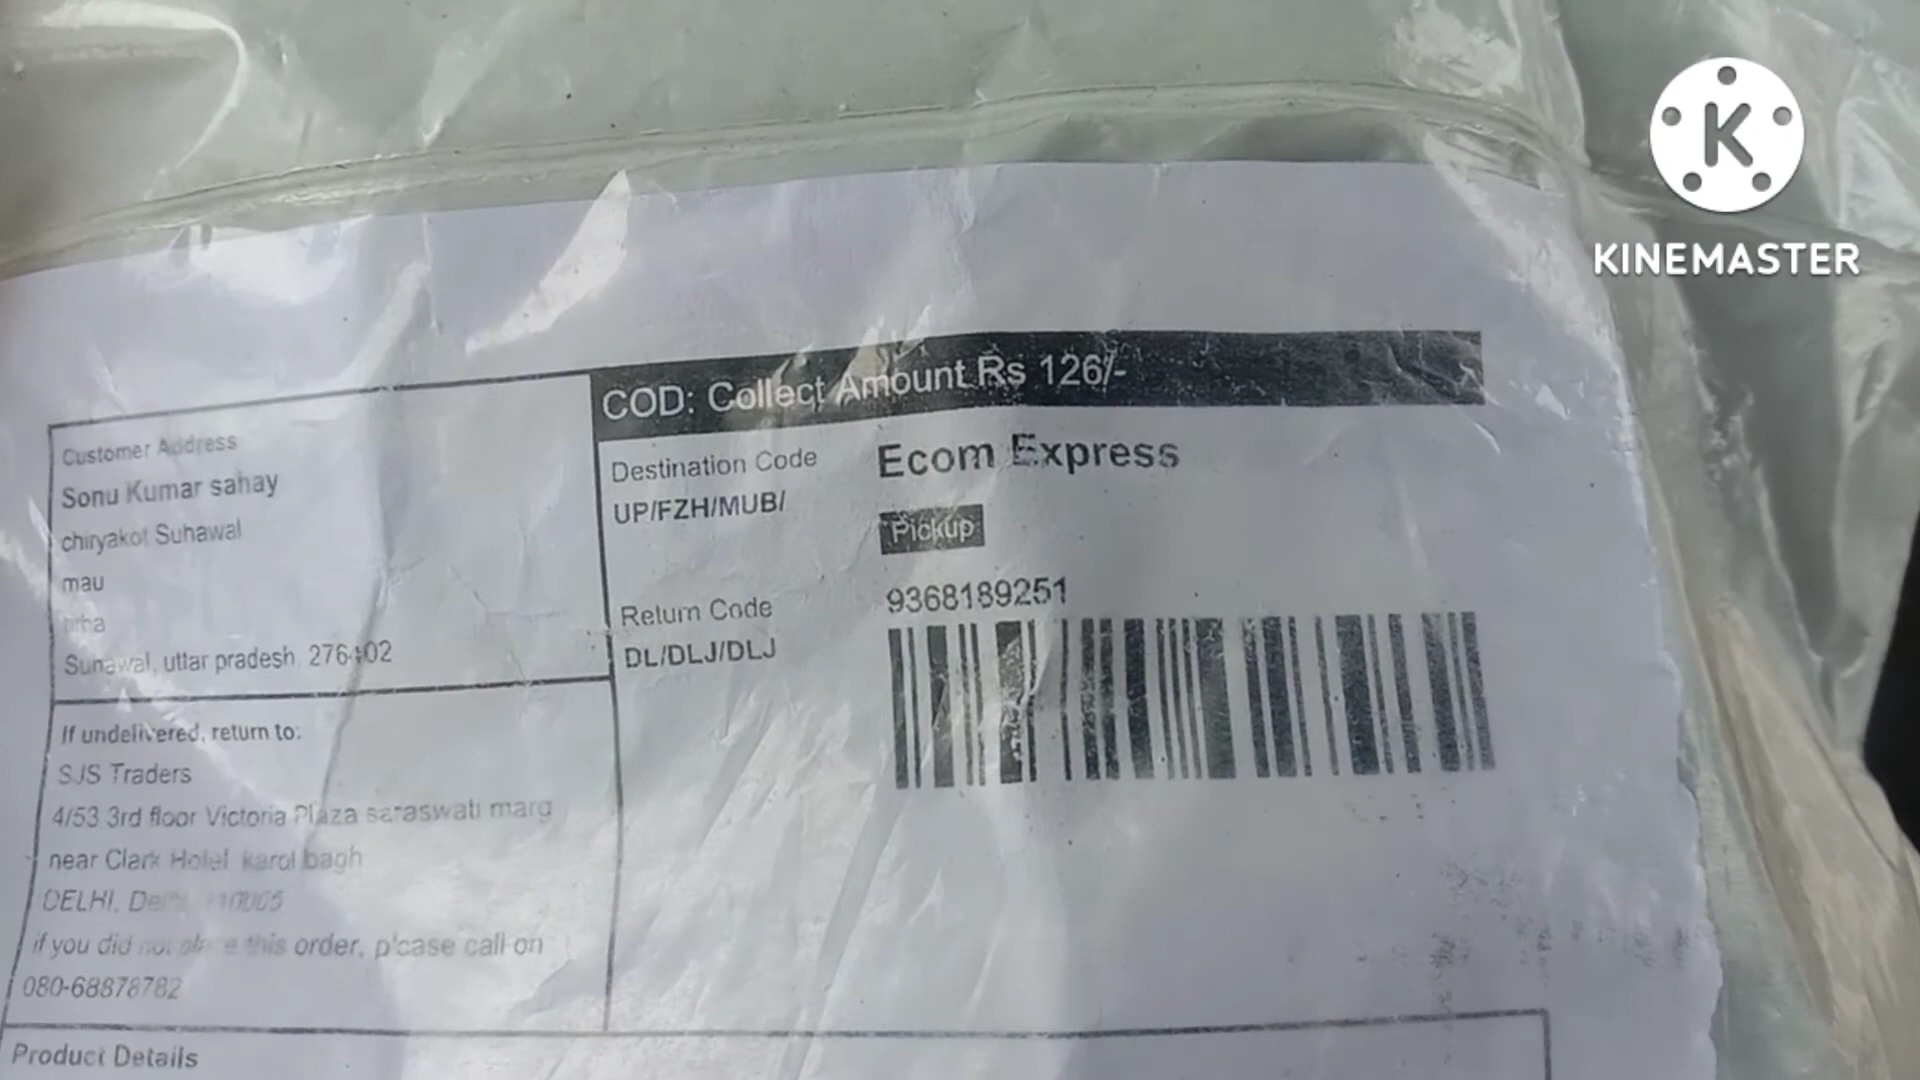 K
KINEMASTER
COD: Collect Amount Rs 126/-
Customer Address
Sonu Kumar sahay
chiryakot Suhawal
mau
uttar pradesh
If undelivered, return to:
SJS Traders
4/53 3rd floor Victoria Plaza saraswati marg
near Clark Hotel karol bagh
DELHI,
if you did not place this order, please call on
080-68878782
Destination Code
UP/FZH/MUB/
Return Code
DL/DLJ/DLJ
Ecom Express
Pickup
9368189251
Product Details